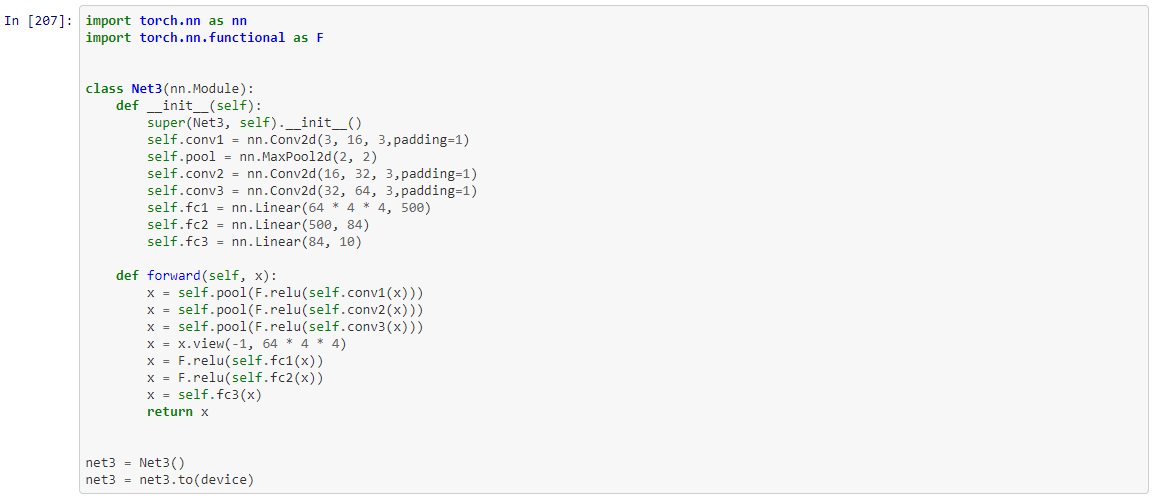 In [207]:
import torch.nn as nn
import torch.nn.functional as F
class Net3(nn.Module):
    def __init__(self):
        super(Net3, self).__init__()
        self.conv1 = nn.Conv2d(3, 16, 3,padding=1)
        self.pool = nn.MaxPool2d(2, 2)
        self.conv2 = nn.Conv2d(16, 32, 3,padding=1)
        self.conv3 = nn.Conv2d(32, 64, 3,padding=1)
        self.fc1 = nn.Linear(64 * 4 * 4, 500)
        self.fc2 = nn.Linear(500, 84)
        self.fc3 = nn.Linear(84, 10)
    def forward(self, x):
        x = self.pool(F.relu(self.conv1(x)))
        x = self.pool(F.relu(self.conv2(x)))
        x = self.pool(F.relu(self.conv3(x)))
        x = x.view(-1, 64 * 4 * 4)
        x = F.relu(self.fc1(x))
        x = F.relu(self.fc2(x))
        x = self.fc3(x)
        return x
net3 = Net3()
net3 = net3.to(device)